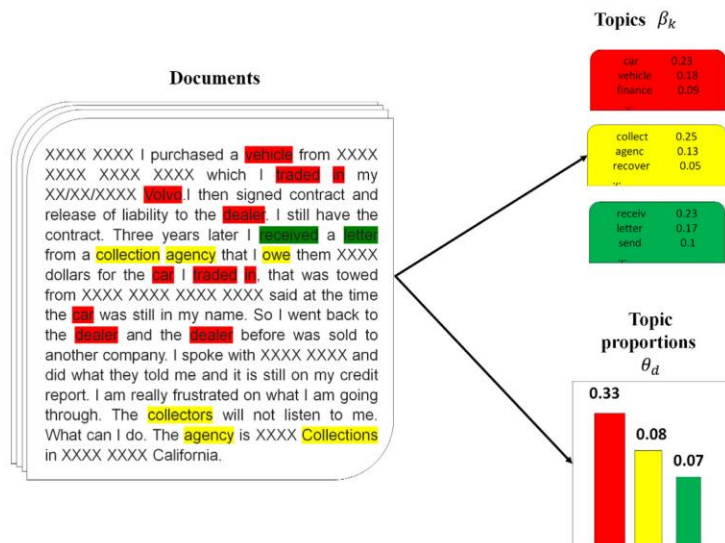 Documents
XXXX XXXX I purchased a vehicle from XXXX
XXXX XXXX XXXX which I traded in my
XX/XX/XXXX Volvo.I then signed contract and
release of liability to the dealer. I still have the
contract. Three years later I received a letter
from a collection agency that I owe them XXXX
dollars for the car I traded in, that was towed
from XXXX XXXX XXXX XXXX said at the time
the car was still in my name. So I went back to
the dealer and the dealer before was sold to
another company. I spoke with XXXX XXXX and
did what they told me and it is still on my credit
report. I am really frustrated on what I am going
through. The collectors will not listen to me.
What can I do. The agency is XXXX Collections
in XXXX XXXX California.
Topics βk
car 0.23
vehicle 0.18
finance 0.09
...
collect 0.25
agenc 0.13
recover 0.05
receiv 0.23
letter 0.17
send 0.1
Topic
proportions
θd
0.33
0.08
0.07